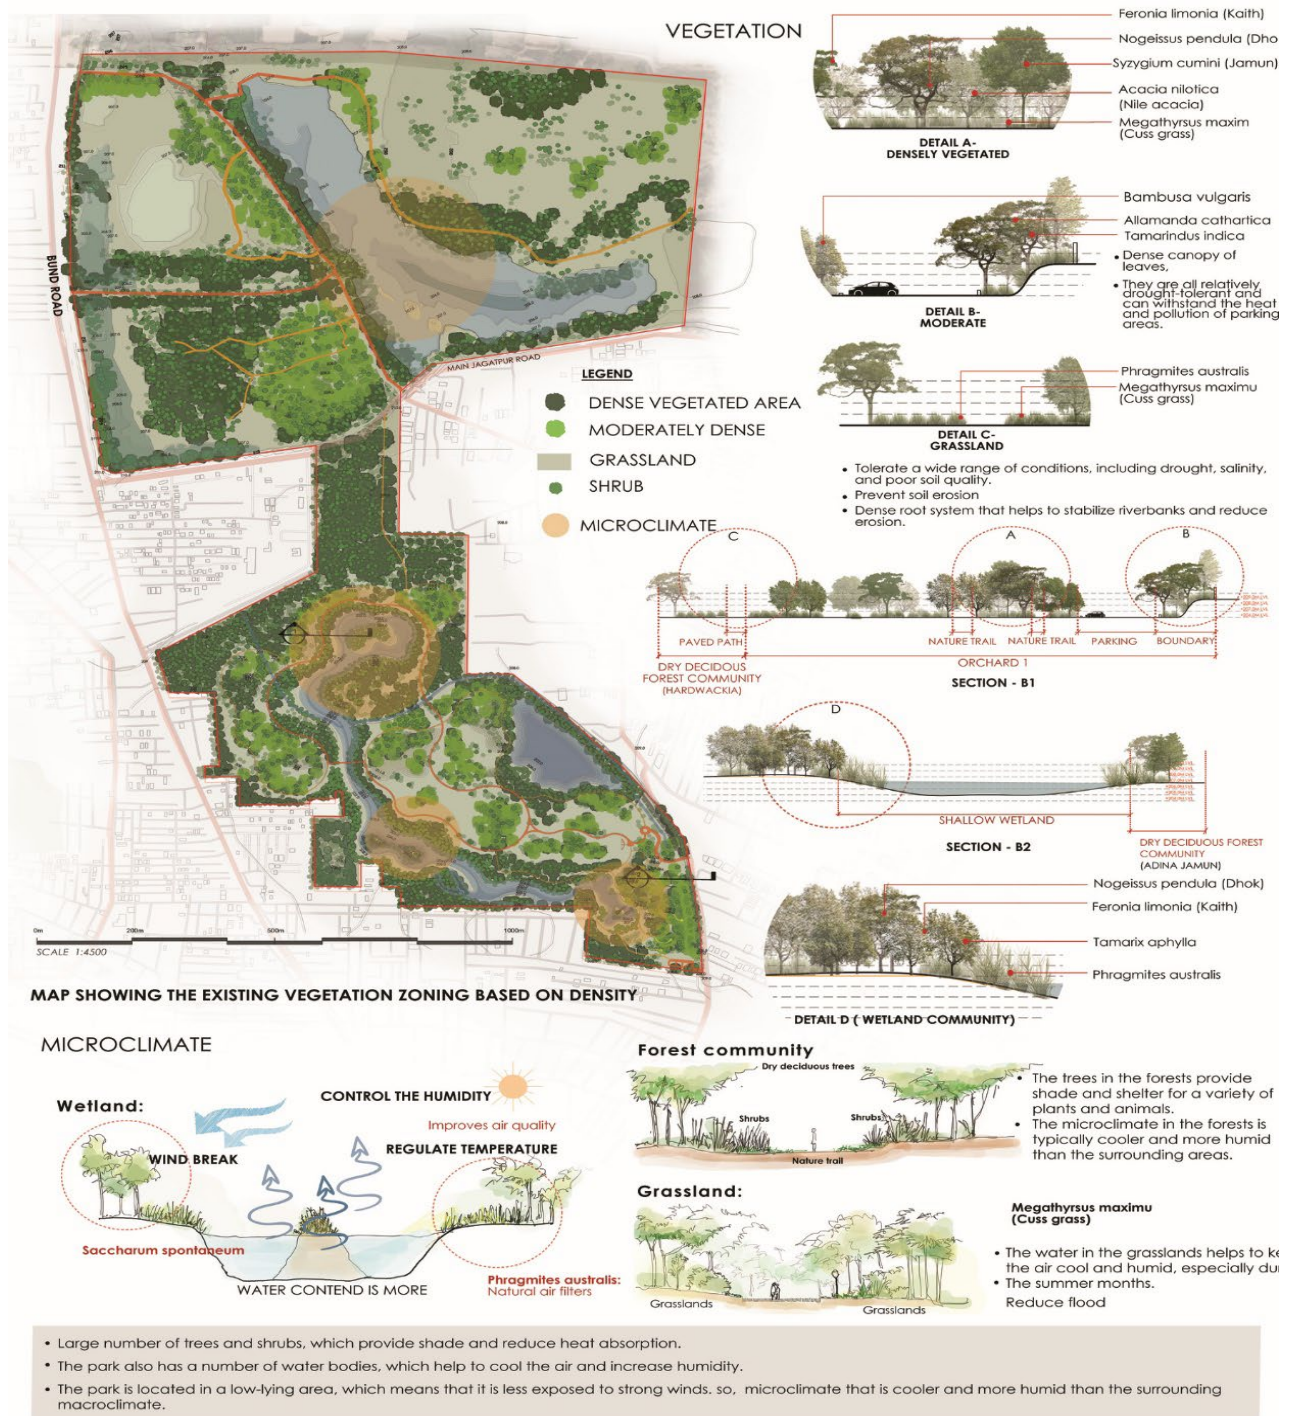 VEGETATION
Feronia limonia (Kaith)
Nogeissus pendula (Dho
Syzygium cumini (Jamun)
Acacia nilotica
(Nile acacia)
Megathyrsus maxim
(Cuss grass)
DETAIL A-
DENSELY VEGETATED
Bambusa vulgaris
Allamanda cathartica
Tamarindus indica
• Dense canopy of
leaves,
• They are all relatively
drought-tolerant and
can withstand the heat
and pollution of parking
areas.
DETAIL B-
MODERATE
Phragmites australis
Megathyrsus maximu
(Cuss grass)
DETAIL C-
GRASSLAND
• Tolerate a wide range of conditions, including drought, salinity,
and poor soil quality.
• Prevent soil erosion
• Dense root system that helps to stabilize riverbanks and reduce
erosion.
BUND ROAD
MAIN JAGATPUR ROAD
LEGEND
DENSE VEGETATED AREA
MODERATELY DENSE
GRASSLAND
SHRUB
MICROCLIMATE
C
A
B
PAVED PATH
NATURE TRAIL
NATURE TRAIL
PARKING
BOUNDARY
DRY DECIDOUS
FOREST COMMUNITY
(HARDWACKIA)
ORCHARD 1
SECTION - B1
D
SHALLOW WETLAND
SECTION - B2
DRY DECIDUOUS FOREST
COMMUNITY
(ADINA JAMUN)
Nogeissus pendula (Dhok)
Feronia limonia (Kaith)
Tamarix aphylla
Phragmites australis
DETAIL D ( WETLAND COMMUNITY)
0m
200m
500m
1000m
SCALE 1:4500
MAP SHOWING THE EXISTING VEGETATION ZONING BASED ON DENSITY
MICROCLIMATE
Wetland:
CONTROL THE HUMIDITY
Improves air quality
REGULATE TEMPERATURE
WIND BREAK
Saccharum spontaneum
WATER CONTEND IS MORE
Phragmites australis:
Natural air filters
Forest community
Dry deciduous trees
Shrubs
Shrubs
Nature trail
• The trees in the forests provide
shade and shelter for a variety of
plants and animals.
• The microclimate in the forests is
typically cooler and more humid
than the surrounding areas.
Grassland:
Grasslands
Grasslands
Megathyrsus maximu
(Cuss grass)
• The water in the grasslands helps to ke
the air cool and humid, especially du
• The summer months.
Reduce flood
• Large number of trees and shrubs, which provide shade and reduce heat absorption.
• The park also has a number of water bodies, which help to cool the air and increase humidity.
• The park is located in a low-lying area, which means that it is less exposed to strong winds. so, microclimate that is cooler and more humid than the surrounding
macroclimate.